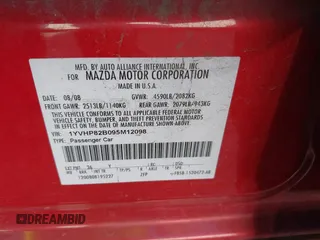 MFD. BY AUTO ALLIANCE INTERNATIONAL, INC.
MAZDA MOTOR CORPORATION
MADE IN U.S.A.
08/08 GVWR: 4590LB/2082KG
FRONT GAWR: 2513LB/1140KG REAR GAWR: 2079LB/943KG
THIS VEHICLE CONFORMS TO ALL APPLICABLE
FEDERAL MOTOR VEHICLE SAFETY, BUMPER,
AND THEFT PREVENTION STANDARDS IN EFFECT
ON THE DATE OF MANUFACTURE SHOWN ABOVE.
VIN: 1YVHP82B095M12098
TYPE: Passenger Car
DREAMBID